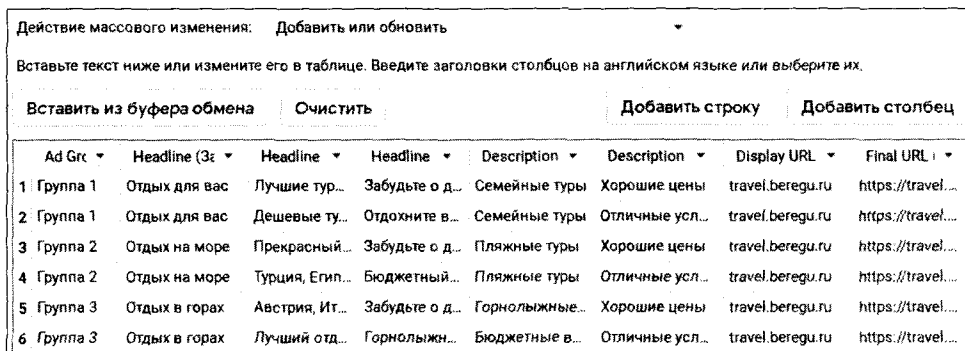 Действие массового изменения: Добавить или обновить
Вставьте текст ниже или измените его в таблице. Введите заголовки столбцов на английском языке или выберите их.
Вставить из буфера обмена Очистить Добавить строку Добавить столбец
Ad Grc Headline (За Headline Headline Description Description Display URL Final URL
1 Группа 1 Отдых для вас Лучшие тур... Забудьте о д... Семейные туры Хорошие цены travel.beregu.ru https://travel....
2 Группа 1 Отдых для вас Дешевые ту... Отдохните в... Семейные туры Отличные усл... travel.beregu.ru https://travel....
3 Группа 2 Отдых на море Прекрасный... Забудьте о д... Пляжные туры Хорошие цены travel.beregu.ru https://travel....
4 Группа 2 Отдых на море Турция, Егип... Бюджетный... Пляжные туры Отличные усл... travel.beregu.ru https://travel....
5 Группа 3 Отдых в горах Австрия, Ит... Забудьте о д... Горнолыжные... Хорошие цены travel.beregu.ru https://travel....
6 Группа 3 Отдых в горах Лучший отд... Горнолыжн... Бюджетные в... Отличные усл... travel.beregu.ru https://travel....